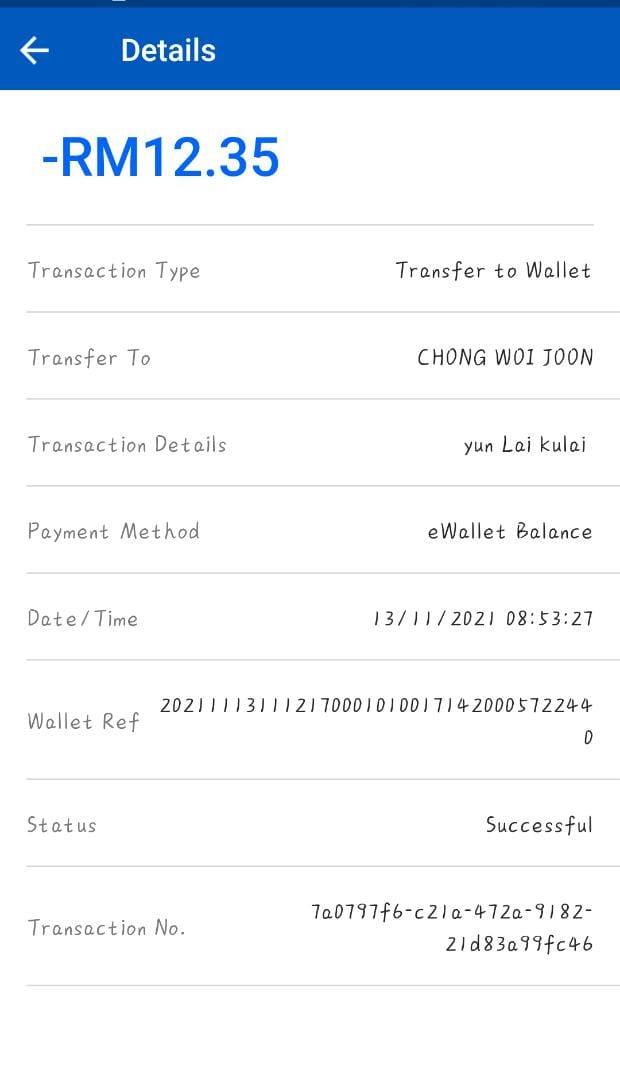 Details
-RM12.35
Transaction Type Transfer to Wallet
Transfer To CHONG WOI JOON
Transaction Details yun Lai kulai
Payment Method eWallet Balance
Date/Time 13/11/2021 08:53:27
Wallet Ref 20211113111217000101001714200057224​4
0
Status Successful
Transaction No. 7a0797f6-c21a-472a-9182-
21d83a99fc46